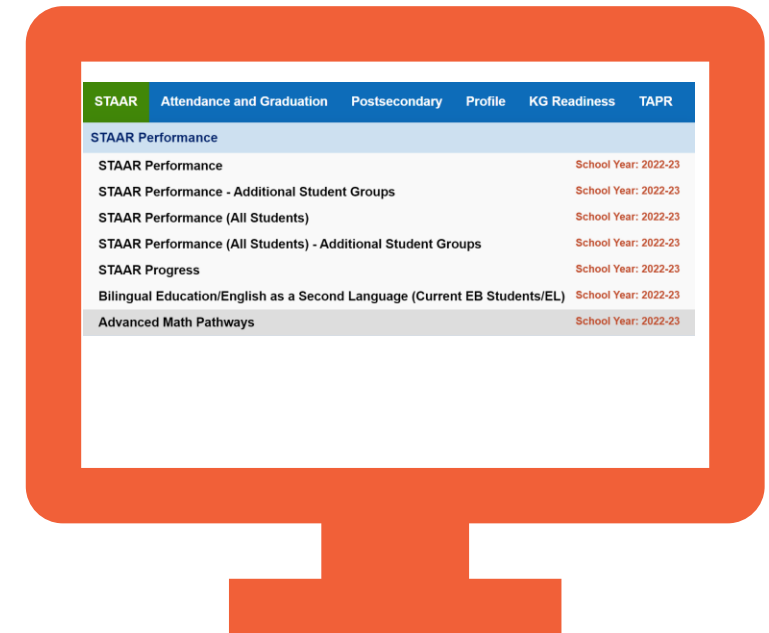 STAAR Attendance and Graduation Postsecondary Profile KG Readiness TAPR
STAAR Performance
STAAR Performance School Year: 2022-23
STAAR Performance - Additional Student Groups School Year: 2022-23
STAAR Performance (All Students) School Year: 2022-23
STAAR Performance (All Students) - Additional Student Groups School Year: 2022-23
STAAR Progress School Year: 2022-23
Bilingual Education/English as a Second Language (Current EB Students/EL) School Year: 2022-23
Advanced Math Pathways School Year: 2022-23